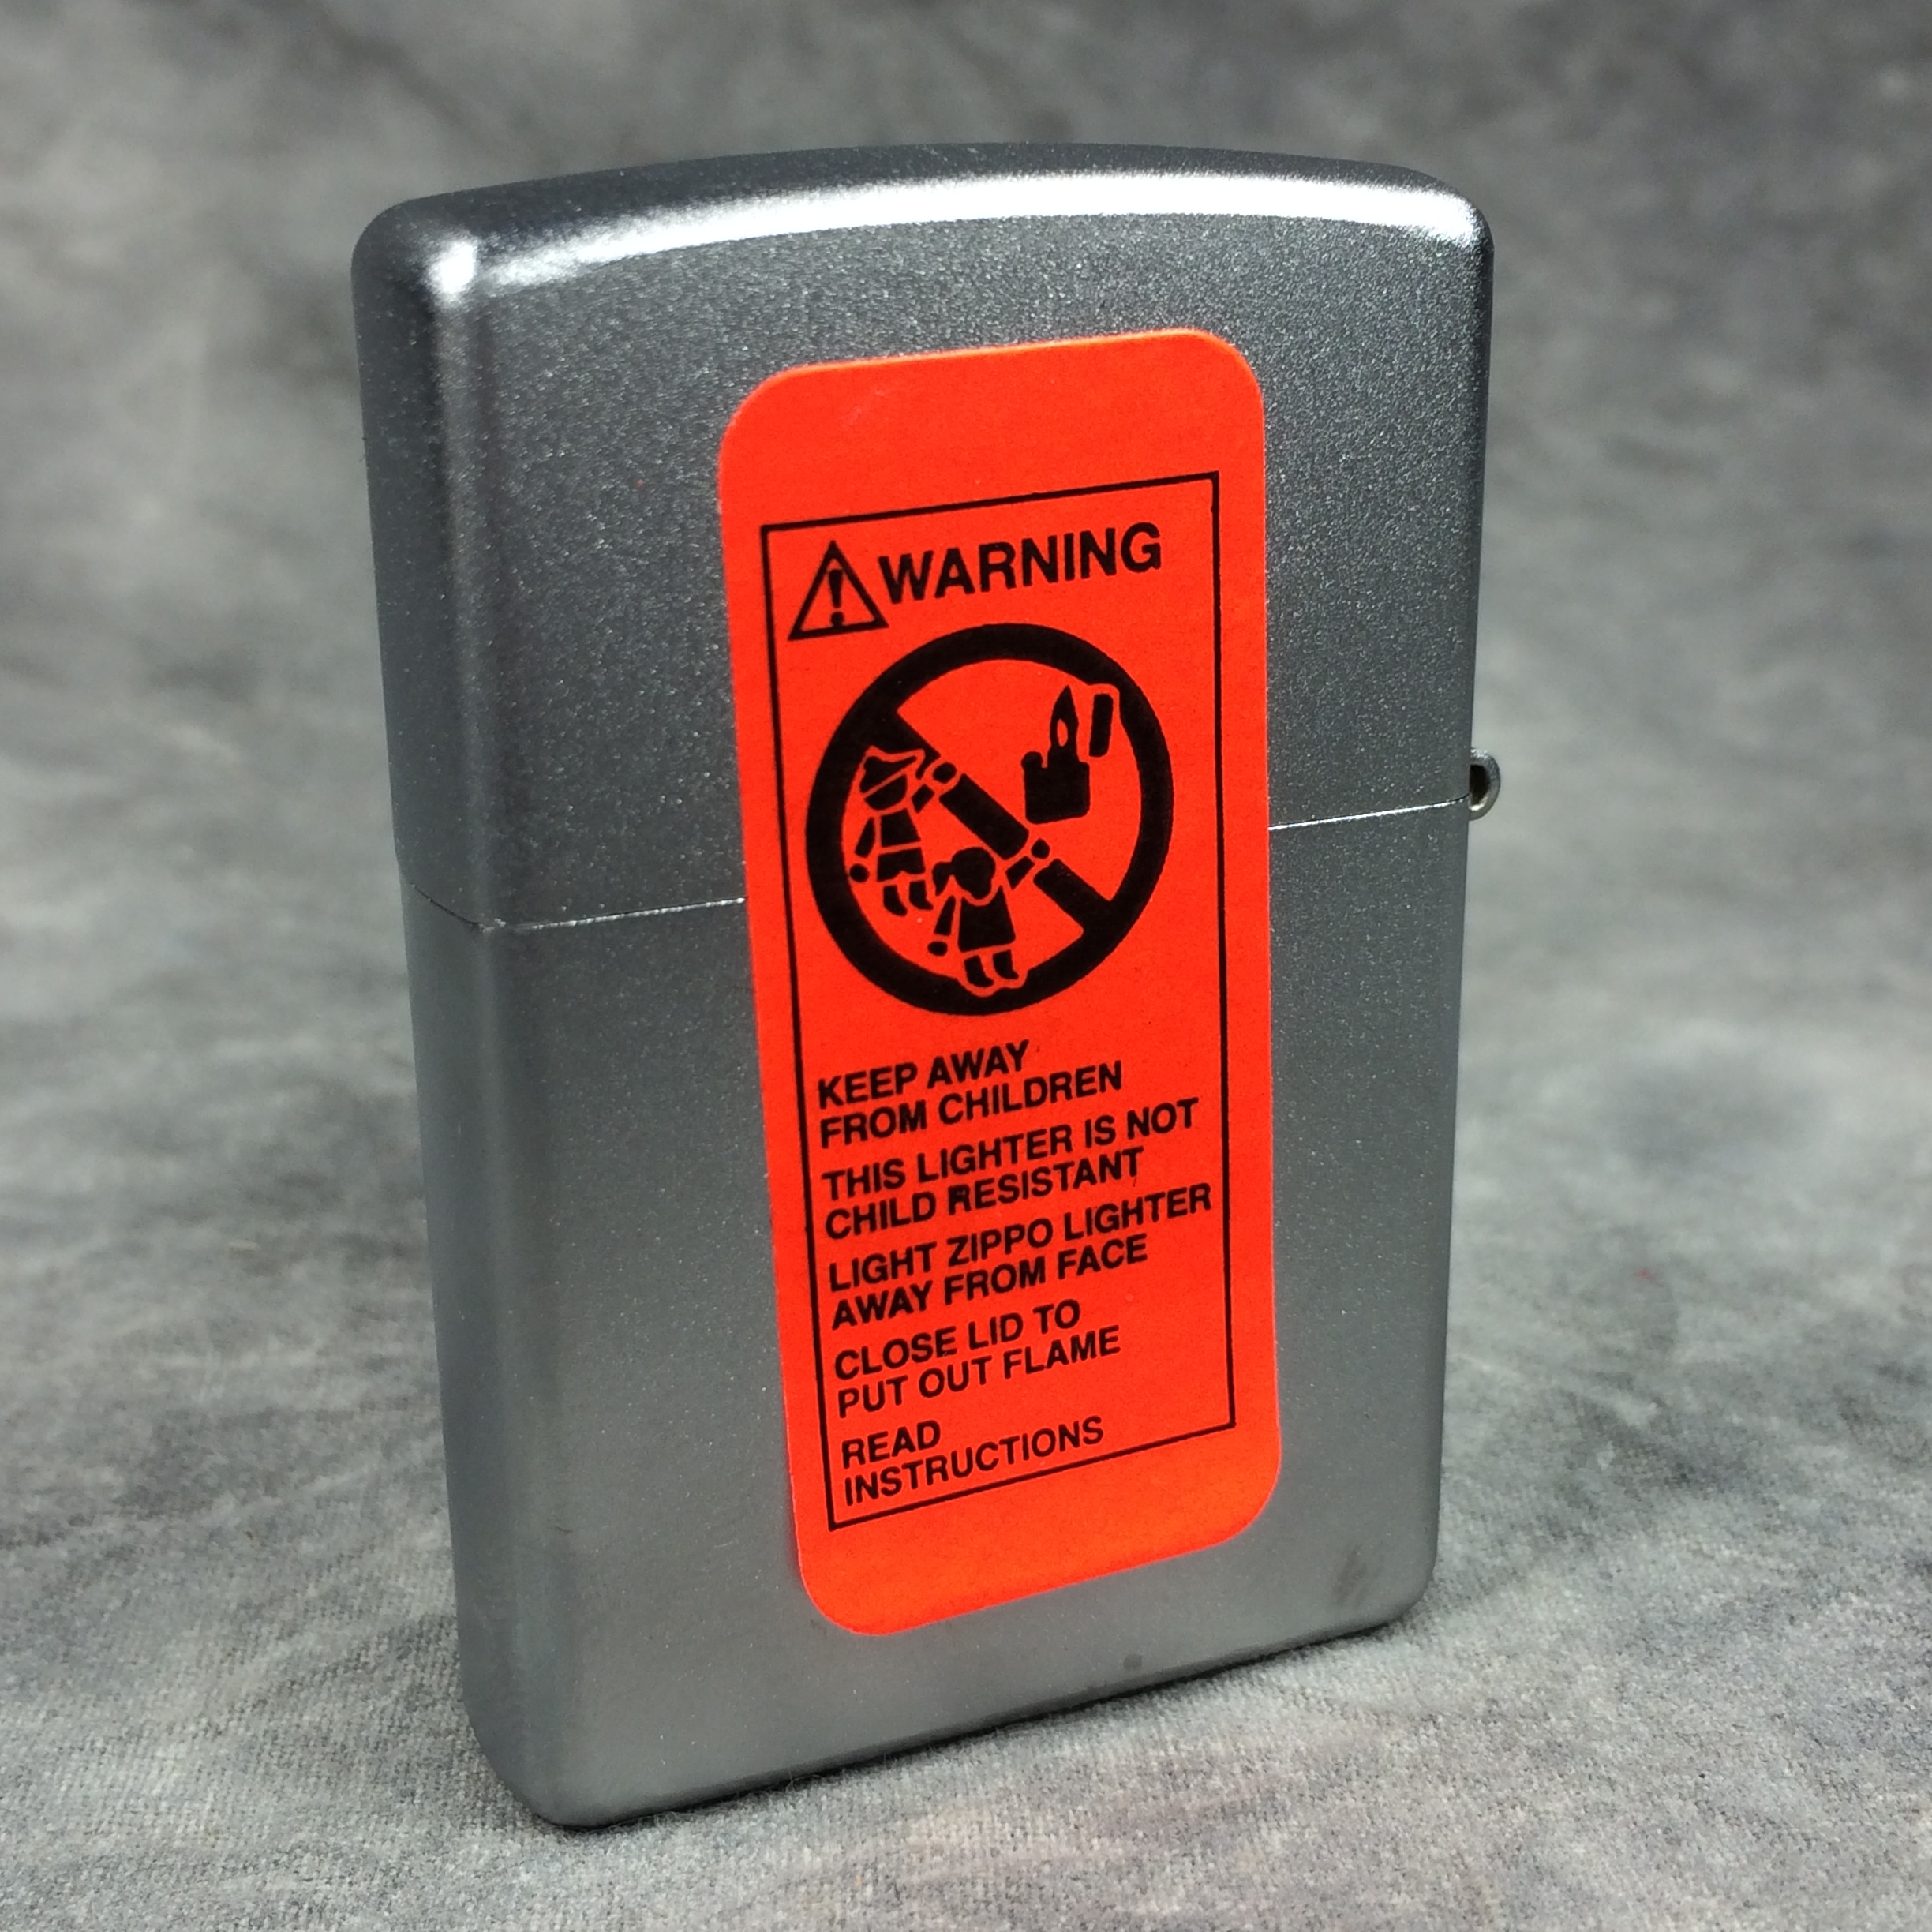 WARNING
KEEP AWAY
FROM CHILDREN
THIS LIGHTER IS NOT
CHILD RESISTANT
LIGHT ZIPPO LIGHTER
AWAY FROM FACE
CLOSE LID TO
PUT OUT FLAME
READ
INSTRUCTIONS